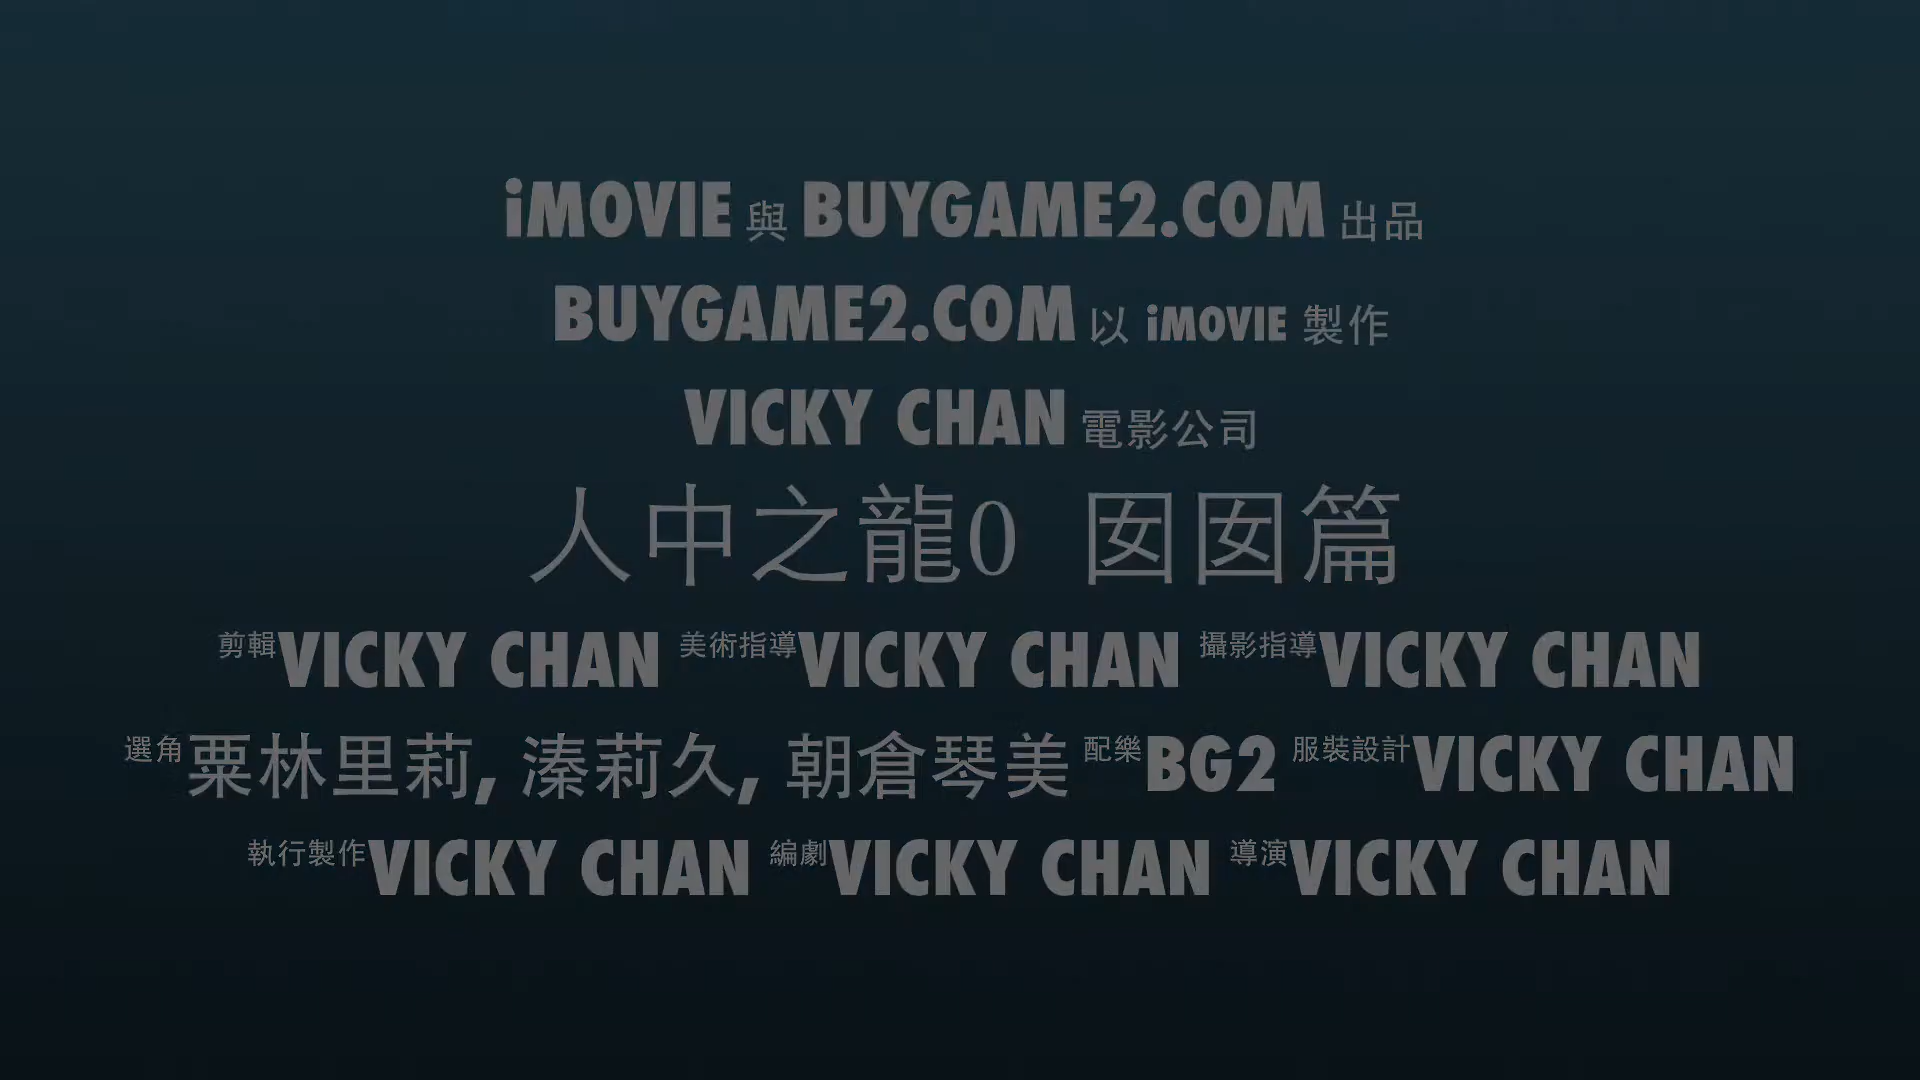 iMOVIE 與 BUYGAME2.COM 出品
BUYGAME2.COM 以 iMOVIE 製作
VICKY CHAN 電影公司
人中之龍0 囡囡篇
剪輯VICKY CHAN 美術指導VICKY CHAN 攝影指導VICKY CHAN
選角粟林里莉, 湊莉久, 朝倉琴美 配樂BG2 服裝設計VICKY CHAN
執行製作VICKY CHAN 編劇VICKY CHAN 導演VICKY CHAN